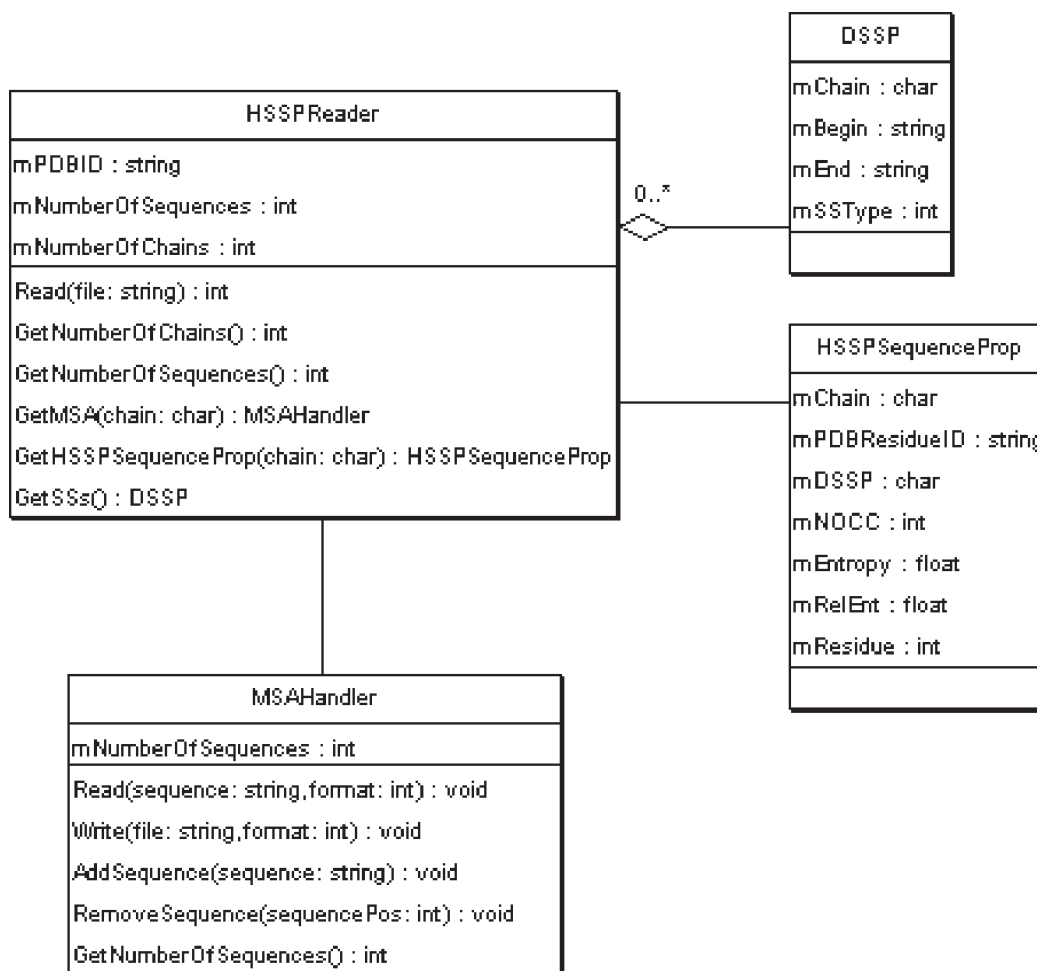 DSSP
mChain : char
mBegin : string
mEnd : string
mSSType : int
HSSPReader
mPDBID : string
mNumberOfSequences : int
mNumberOfChains : int
Read(file: string) : int
GetNumberOfChains() : int
GetNumberOfSequences() : int
GetMSA(chain: char) : MSAHandler
GetHSSPSequenceProp(chain: char) : HSSPSequenceProp
GetSSs() : DSSP
0..*
HSSPSequenceProp
mChain : char
mPDBResidueID : string
mDSSP : char
mNOCC : int
mEntropy : float
mRelEnt : float
mResidue : int
MSAHandler
mNumberOfSequences : int
Read(sequence: string,format: int) : void
Write(file: string,format: int) : void
AddSequence(sequence: string) : void
RemoveSequence(sequencePos: int) : void
GetNumberOfSequences() : int